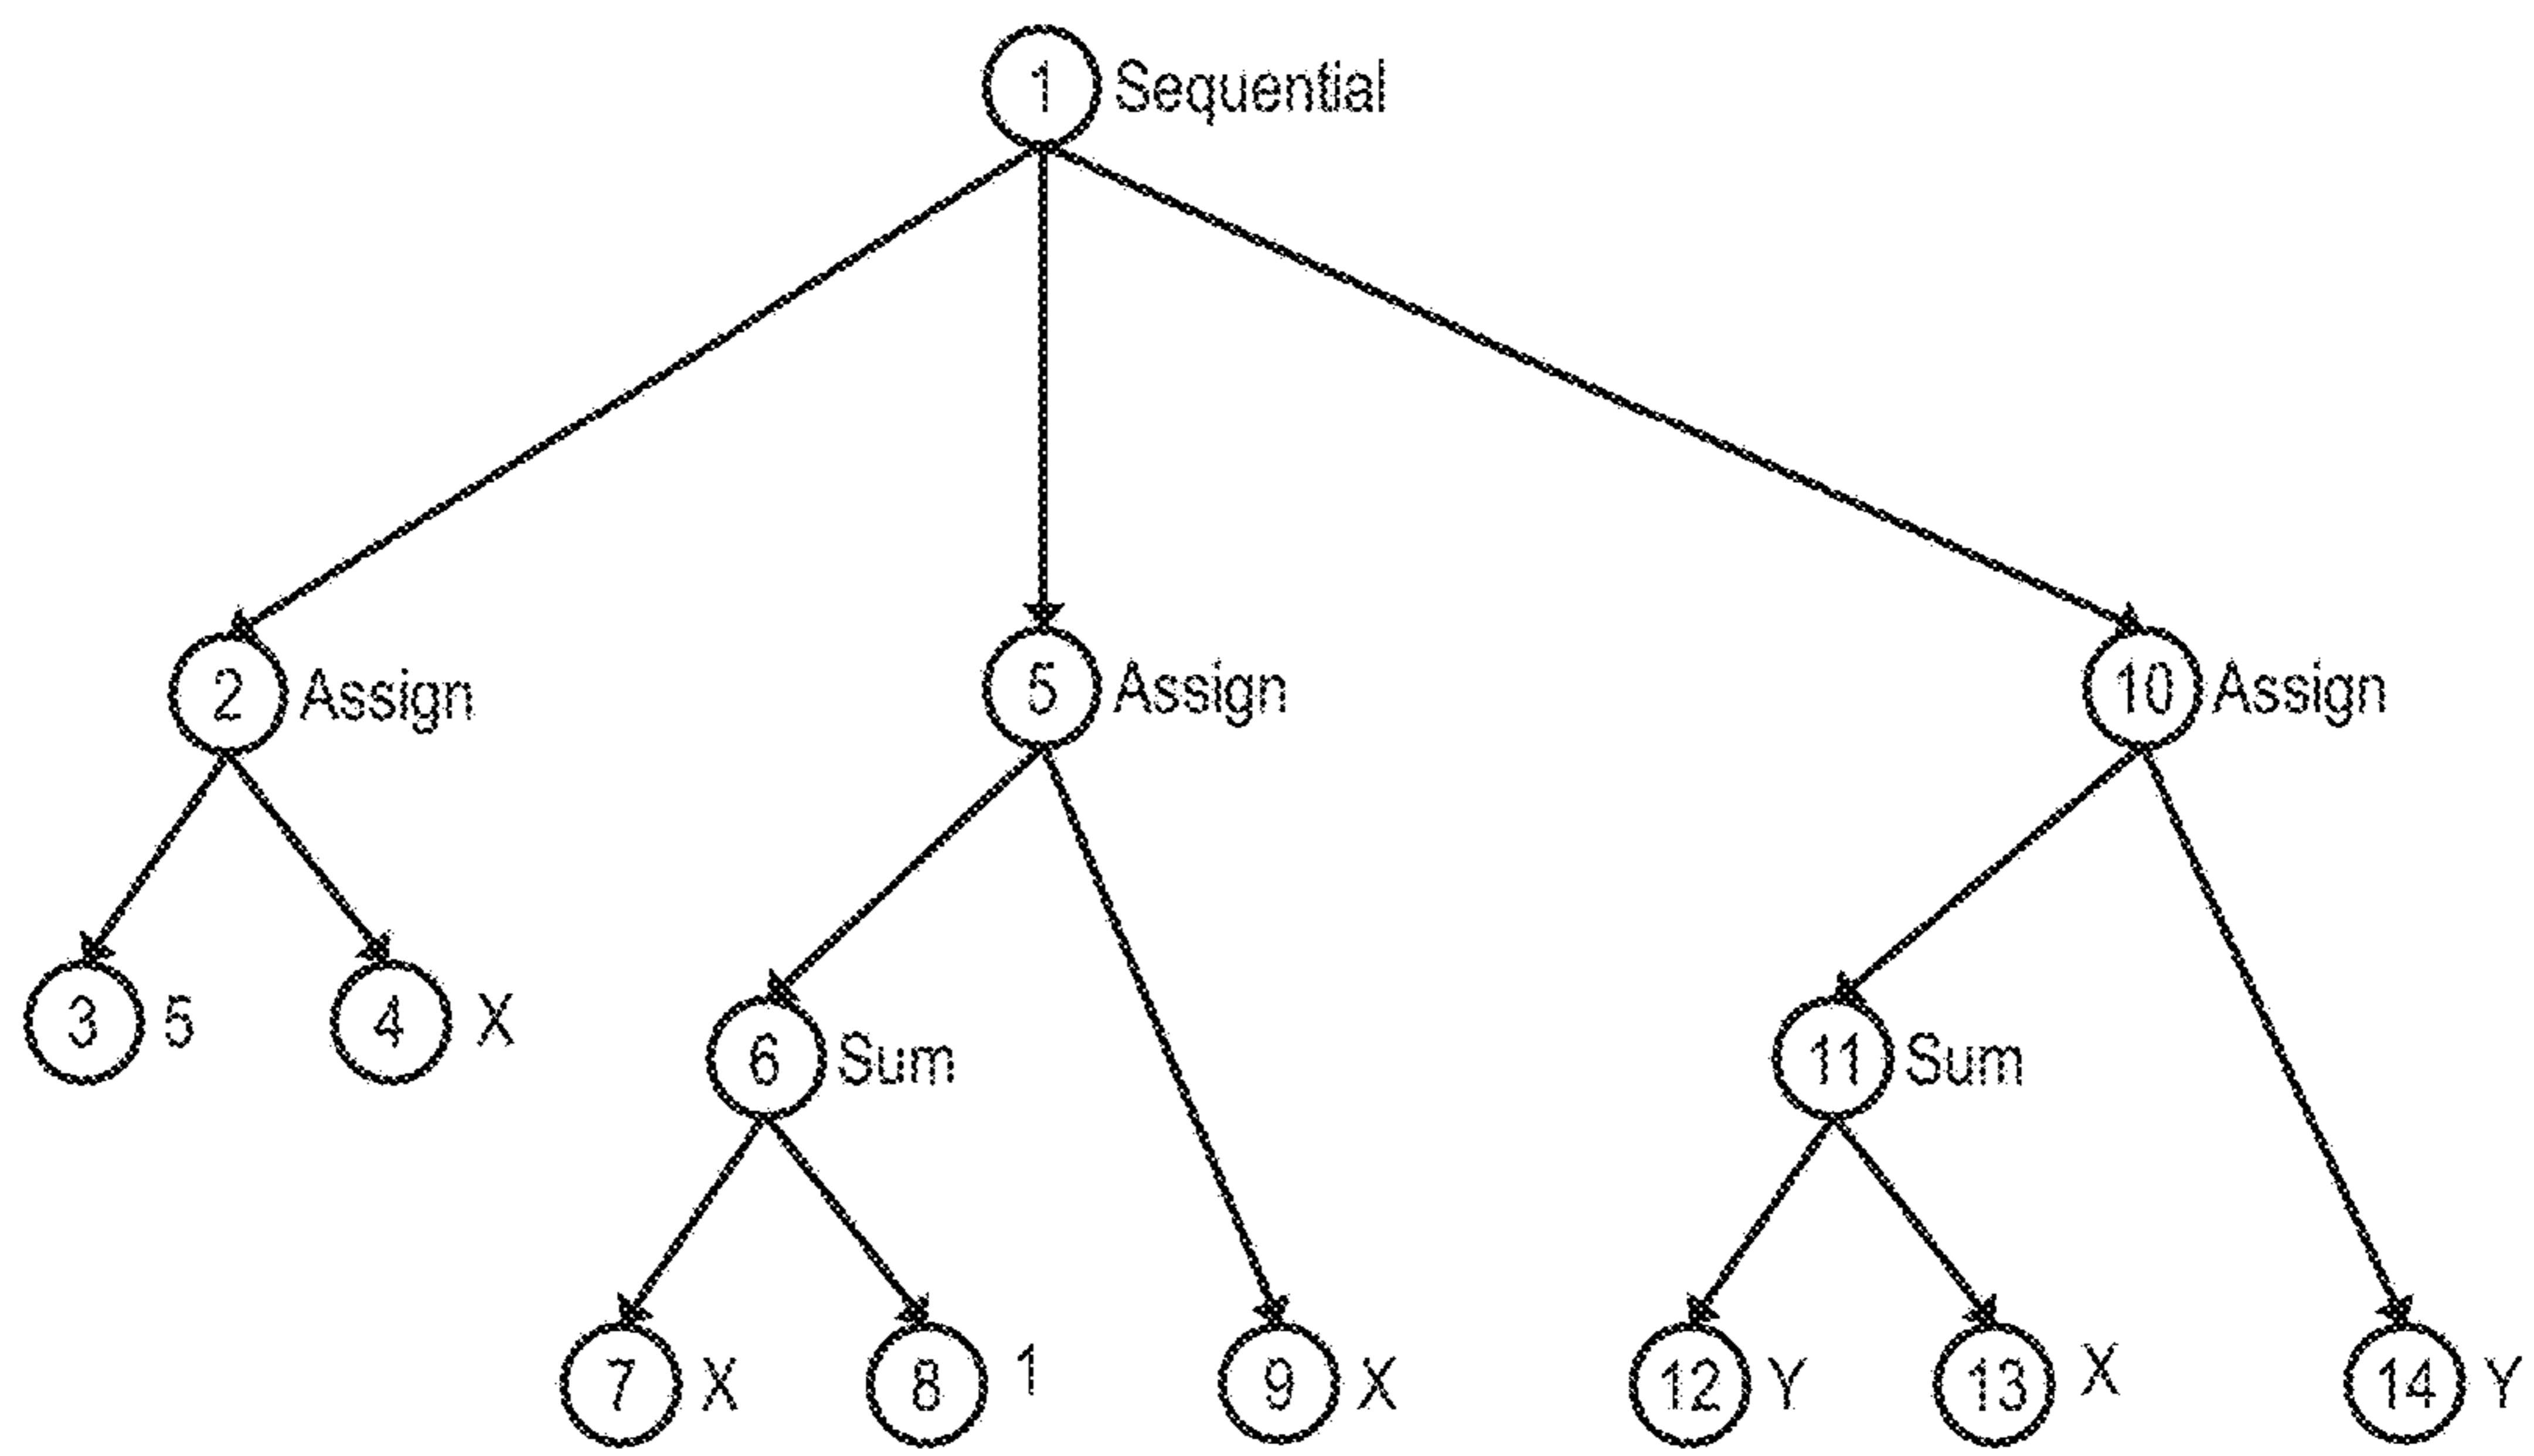 1 Sequential
2 Assign
5 Assign
10 Assign
3 5
4 X
6 Sum
11 Sum
7 X
8 1
9 X
12 Y
13 X
14 Y